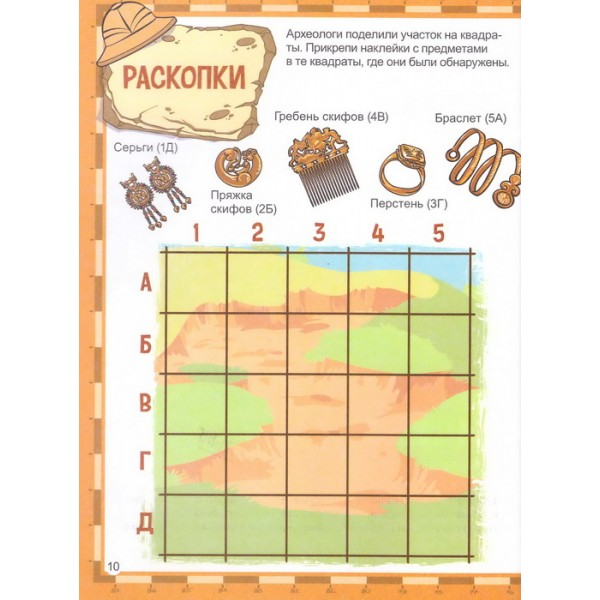 Археологи поделили участок на квадра-
ты. Прикрепи наклейки с предметами
в те квадраты, где они были обнаружены.
РАСКОПКИ
Гребень скифов (4В)
Браслет (5А)
Серьги (1Д)
Пряжка
скифов (2Б)
Перстень (3Г)
1 2 3 4 5
А
Б
В
Г
Д
10